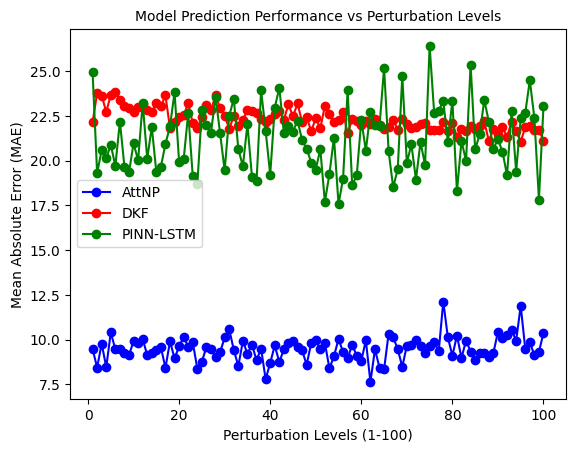 Model Prediction Performance vs Perturbation Levels
Mean Absolute Error (MAE)
25.0
22.5
20.0
17.5
15.0
12.5
10.0
7.5
AttNP
DKF
PINN-LSTM
0
20
40
60
80
100
Perturbation Levels (1-100)